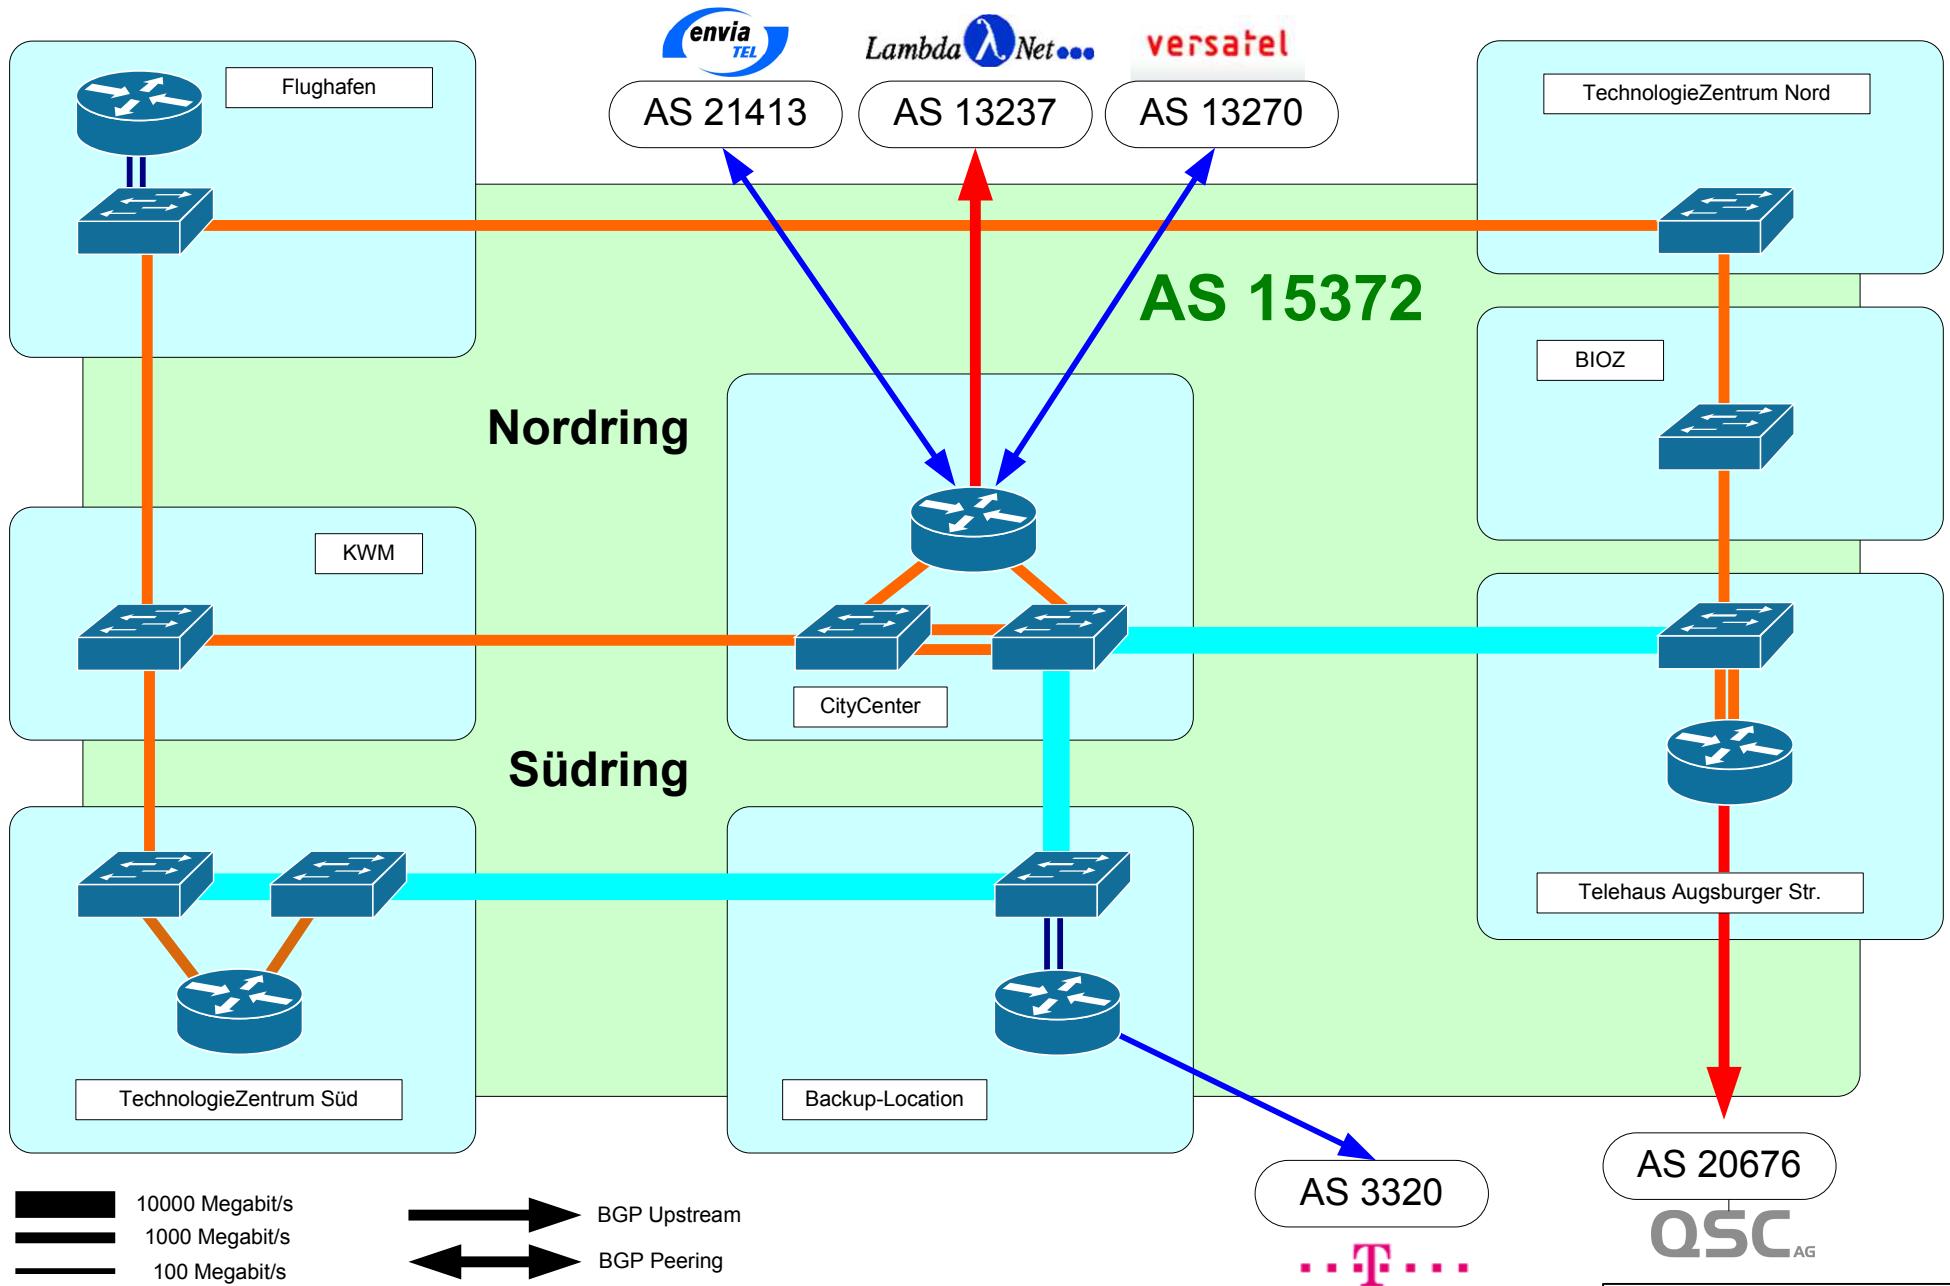 envia
TEL
Lambda λ Net
versatel
Flughafen
AS 21413
AS 13237
AS 13270
TechnologieZentrum Nord
AS 15372
BIOZ
Nordring
KWM
CityCenter
Südring
Telehaus Augsburger Str.
TechnologieZentrum Süd
Backup-Location
AS 3320
AS 20676
10000 Megabit/s
1000 Megabit/s
100 Megabit/s
BGP Upstream
BGP Peering
T
QSC AG